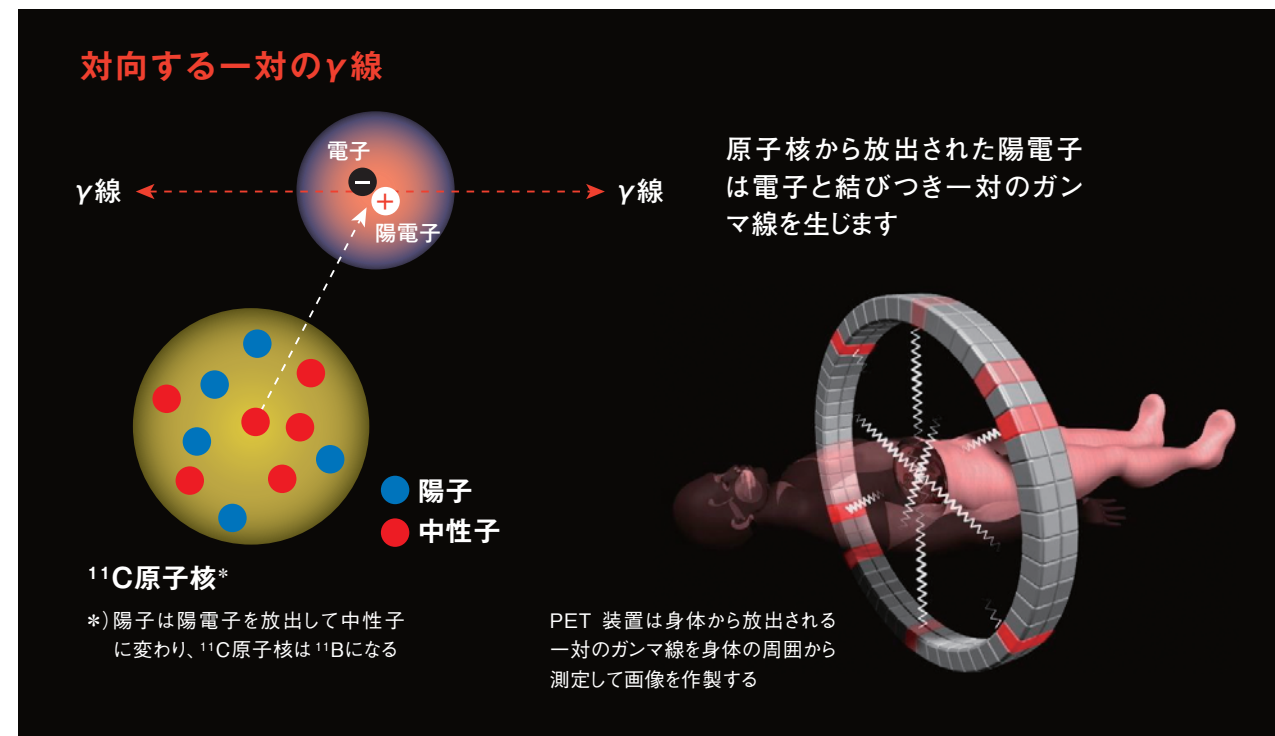 対向する一対のγ線
電子
−
γ線
γ線
+
陽電子
原子核から放出された陽電子
は電子と結びつき一対のガン
マ線を生じます
陽子
中性子
¹¹C原子核*
*）陽子は陽電子を放出して中性子
に変わり、¹¹C原子核は¹¹Bになる
PET 装置は身体から放出される
一対のガンマ線を身体の周囲から
測定して画像を作製する